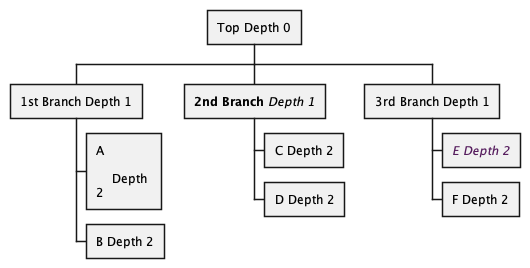 Top Depth 0
1st Branch Depth 1
2nd Branch Depth 1
3rd Branch Depth 1
A
Depth
2
B Depth 2
C Depth 2
D Depth 2
E Depth 2
F Depth 2